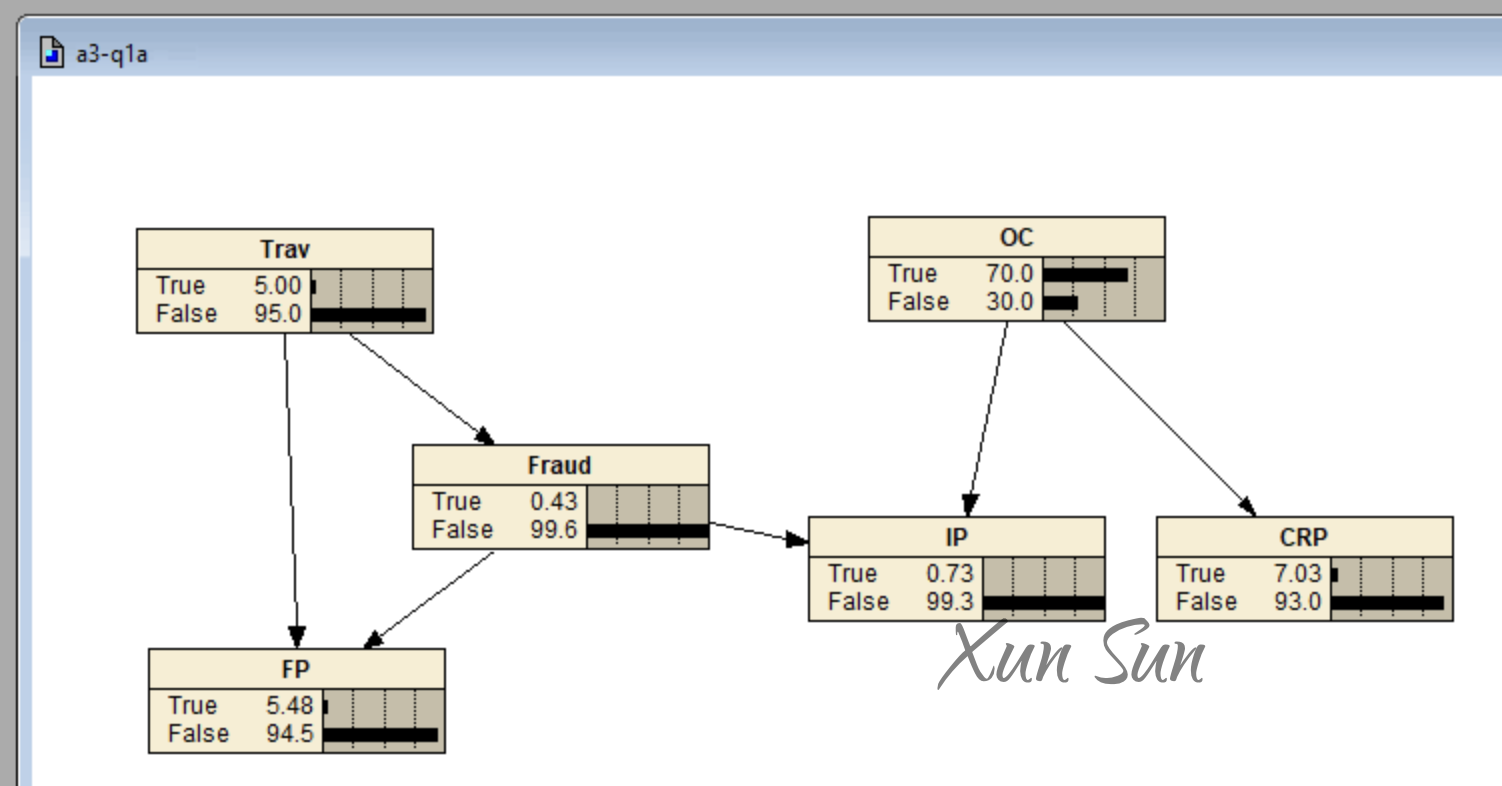 a3-q1a
Trav
True 5.00
False 95.0
OC
True 70.0
False 30.0
Fraud
True 0.43
False 99.6
IP
True 0.73
False 99.3
CRP
True 7.03
False 93.0
Xun Sun
FP
True 5.48
False 94.5